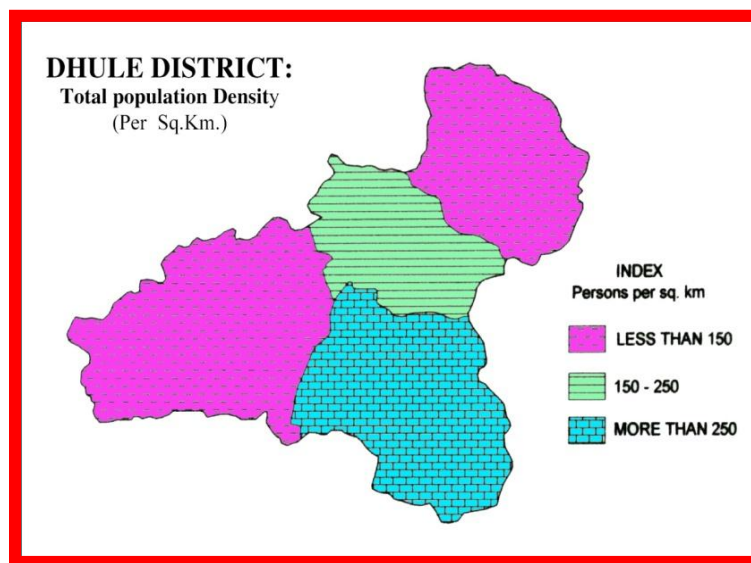 DHULE DISTRICT:
Total population Density
(Per Sq.Km.)
INDEX
Persons per sq. km
LESS THAN 150
150 - 250
MORE THAN 250